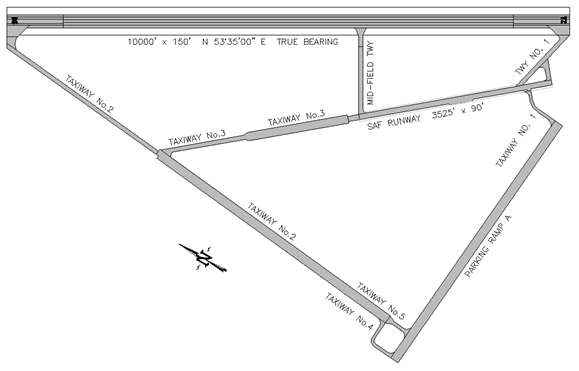 10000' x 150' N 53°35'00" E TRUE BEARING
TWY NO. 1
MID-FIELD TWY
TAXIWAY No.2
TAXIWAY No.3
TAXIWAY No.3
SAF RUNWAY 3525' x 90'
TAXIWAY NO. 1
TAXIWAY No.2
PARKING RAMP A
TAXIWAY No.5
TAXIWAY No.4